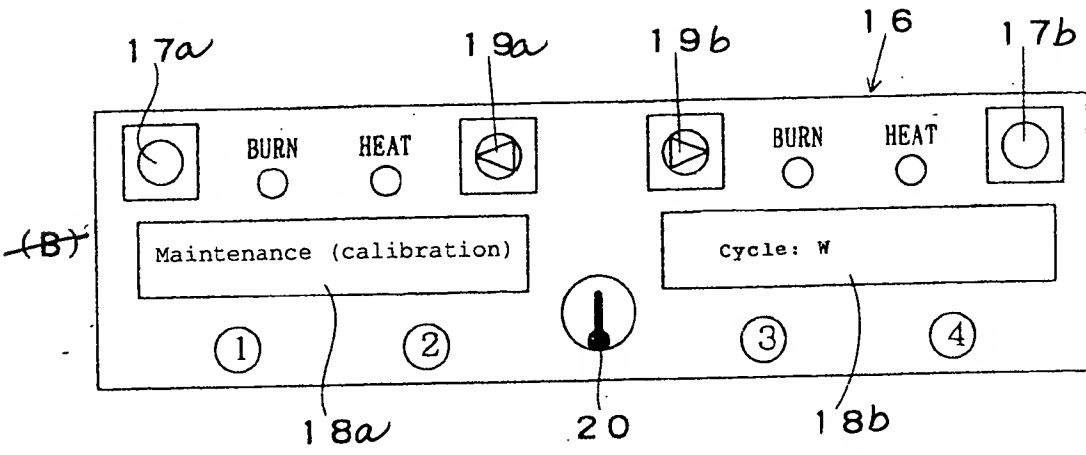 17a 19a 19b 16 17b
BURN HEAT BURN HEAT
(B) Maintenance (calibration) Cycle: W
① ② ③ ④
18a 20 18b